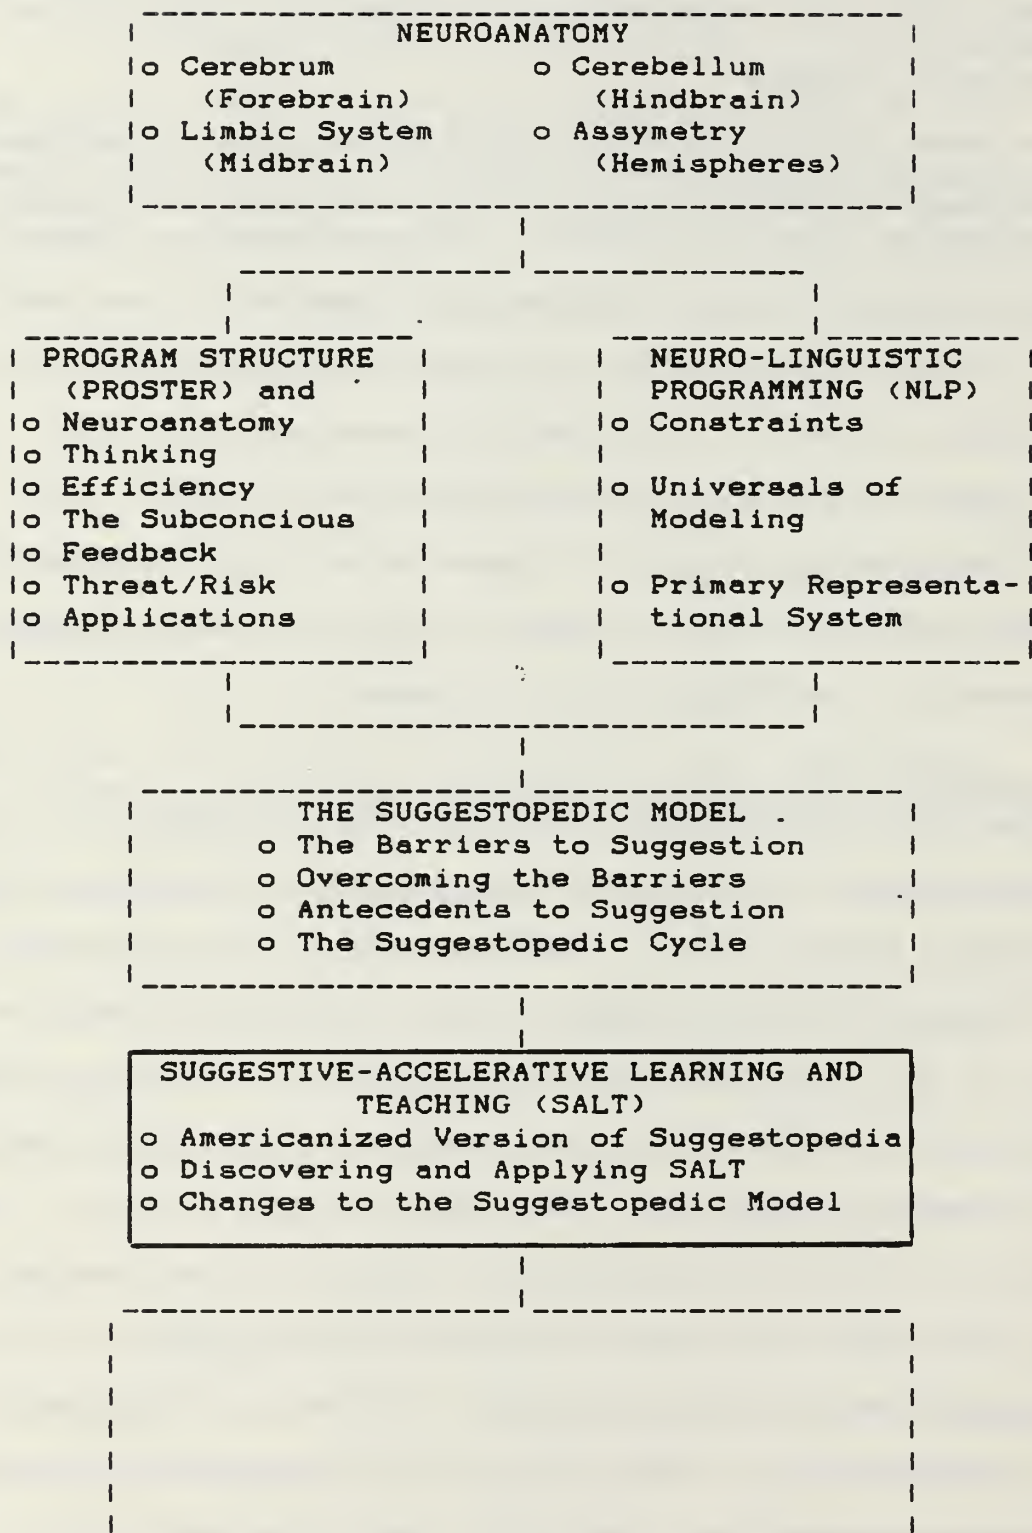 NEUROANATOMY
o Cerebrum o Cerebellum
(Forebrain) (Hindbrain)
o Limbic System o Assymetry
(Midbrain) (Hemispheres)
PROGRAM STRUCTURE
(PROSTER) and
o Neuroanatomy
o Thinking
o Efficiency
o The Subconcious
o Feedback
o Threat/Risk
o Applications
NEURO-LINGUISTIC
PROGRAMMING (NLP)
o Constraints
o Universals of
Modeling
o Primary Representa-
tional System
THE SUGGESTOPEDIC MODEL
o The Barriers to Suggestion
o Overcoming the Barriers
o Antecedents to Suggestion
o The Suggestopedic Cycle
SUGGESTIVE-ACCELERATIVE LEARNING AND
TEACHING (SALT)
o Americanized Version of Suggestopedia
o Discovering and Applying SALT
o Changes to the Suggestopedic Model